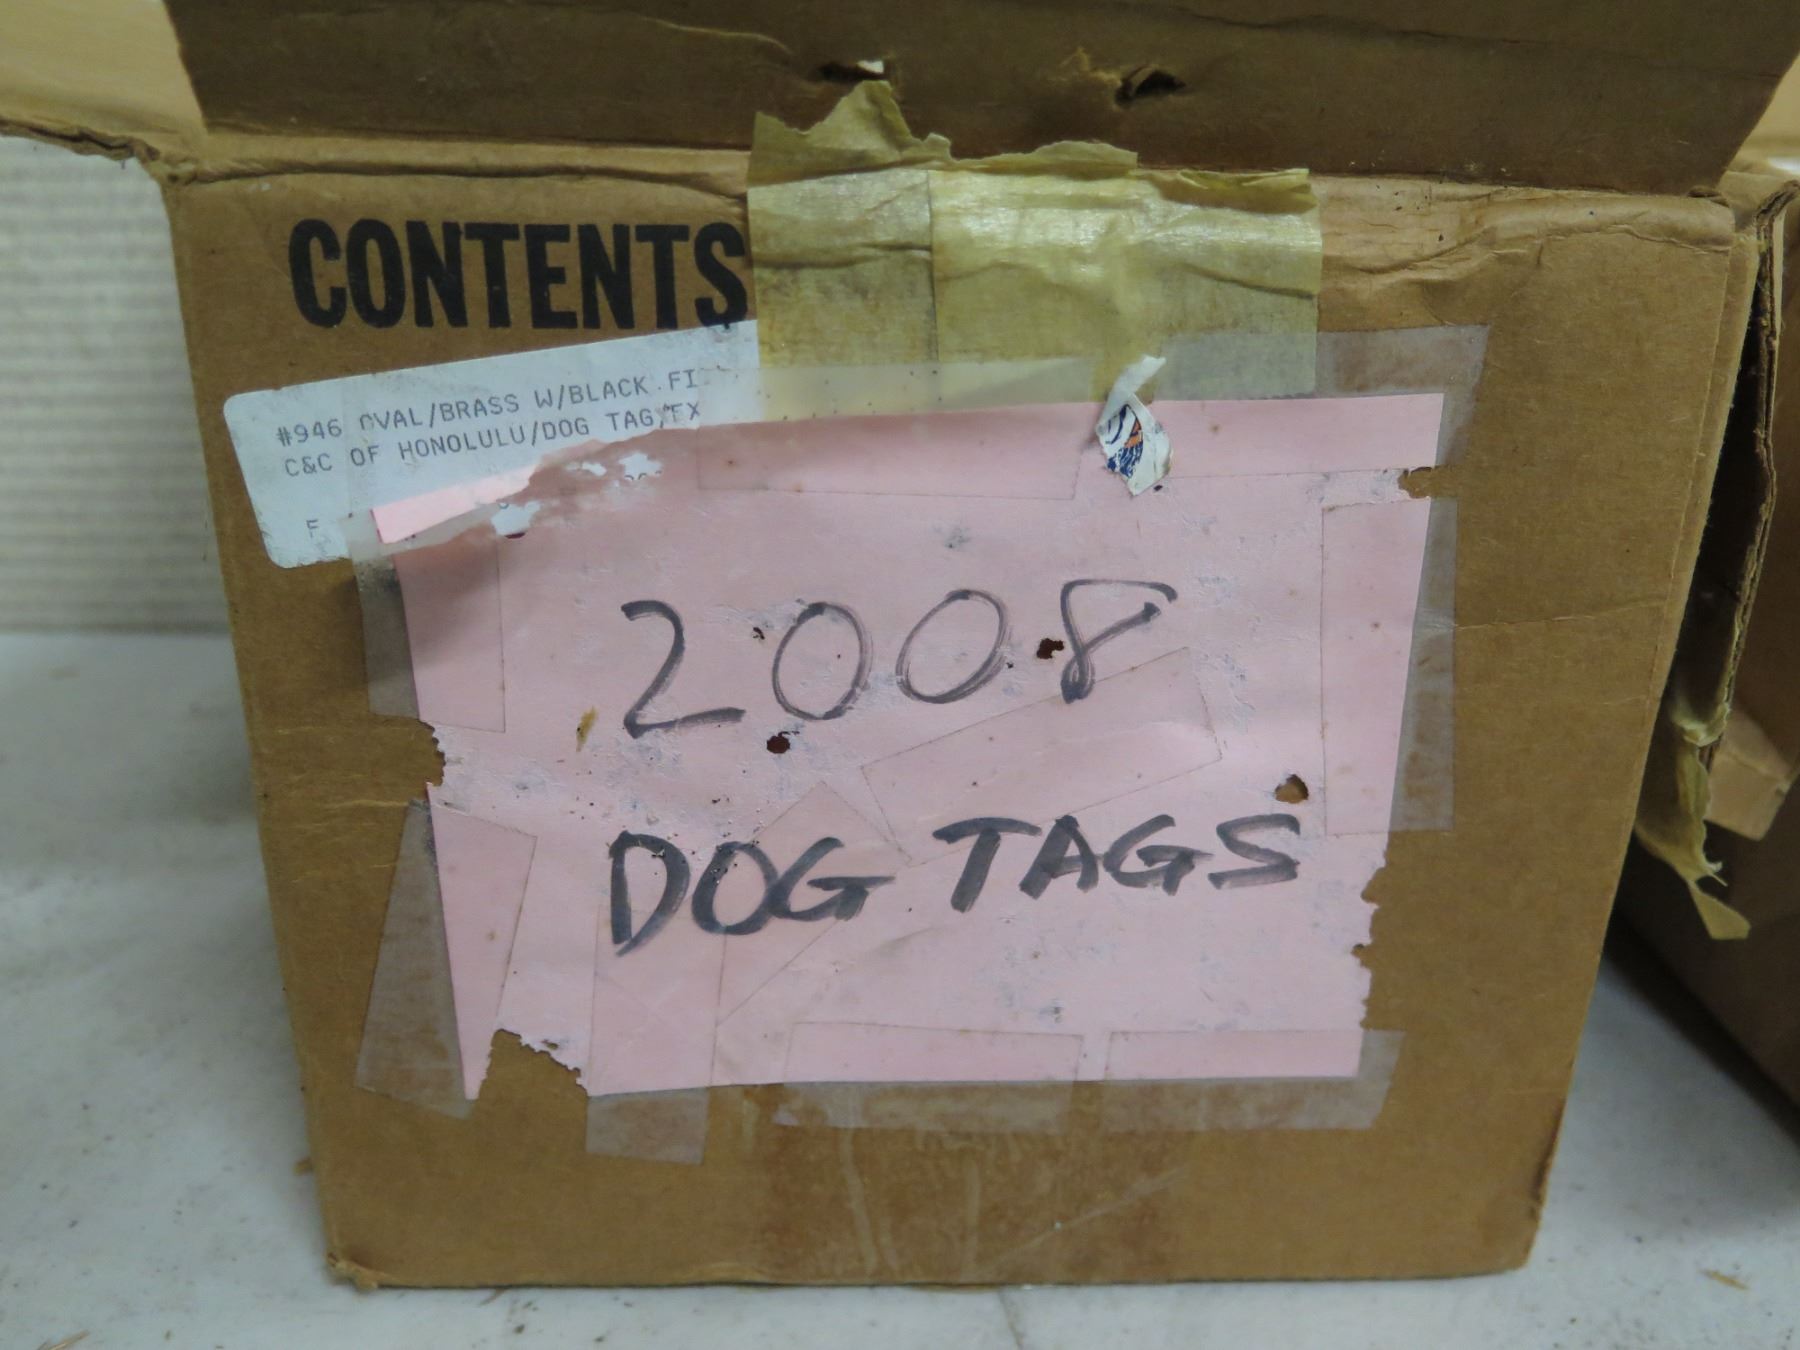 CONTENTS
#946 OVAL/BRASS W/BLACK FI
C&C OF HONOLULU/DOG TAG/EX
F
2008
DOG TAGS